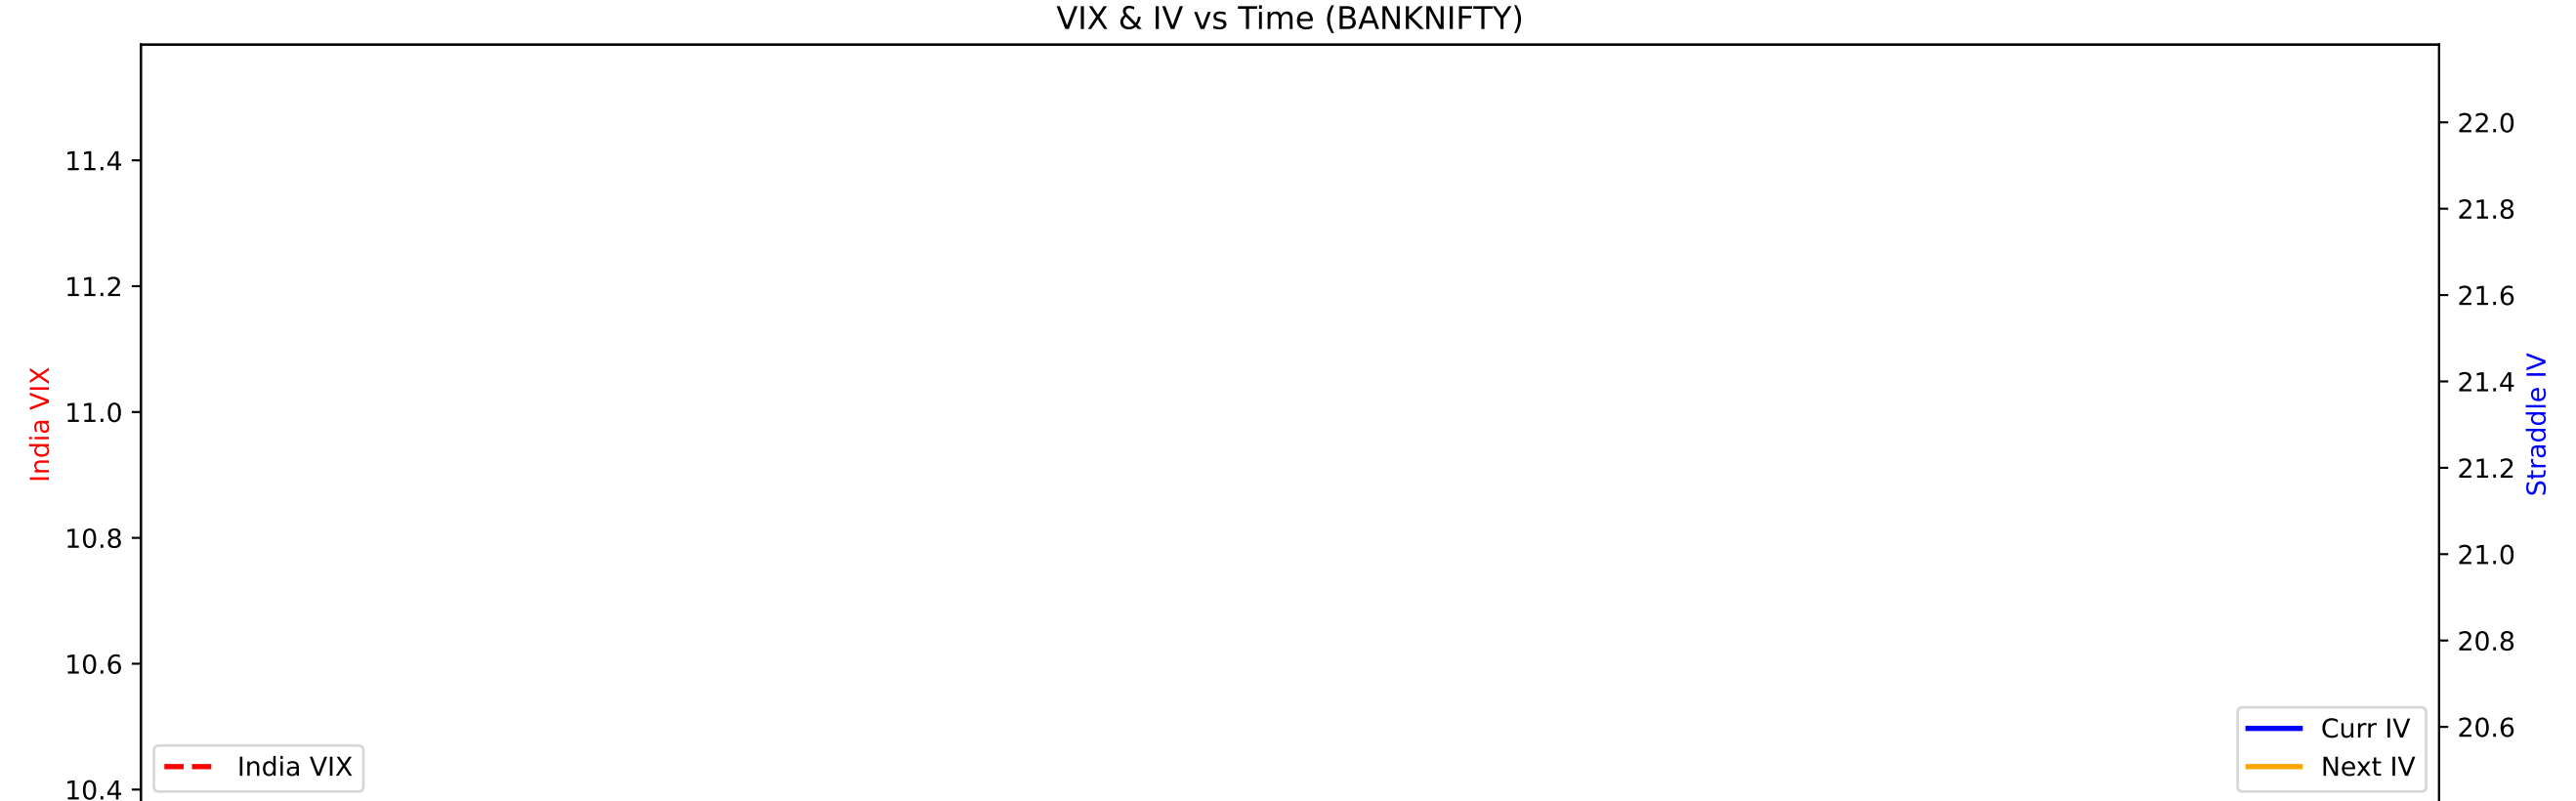 VIX & IV vs Time (BANKNIFTY)
11.4
11.2
11.0
10.8
10.6
10.4
India VIX
22.0
21.8
21.6
21.4
21.2
21.0
20.8
20.6
Straddle IV
India VIX
Curr IV
Next IV